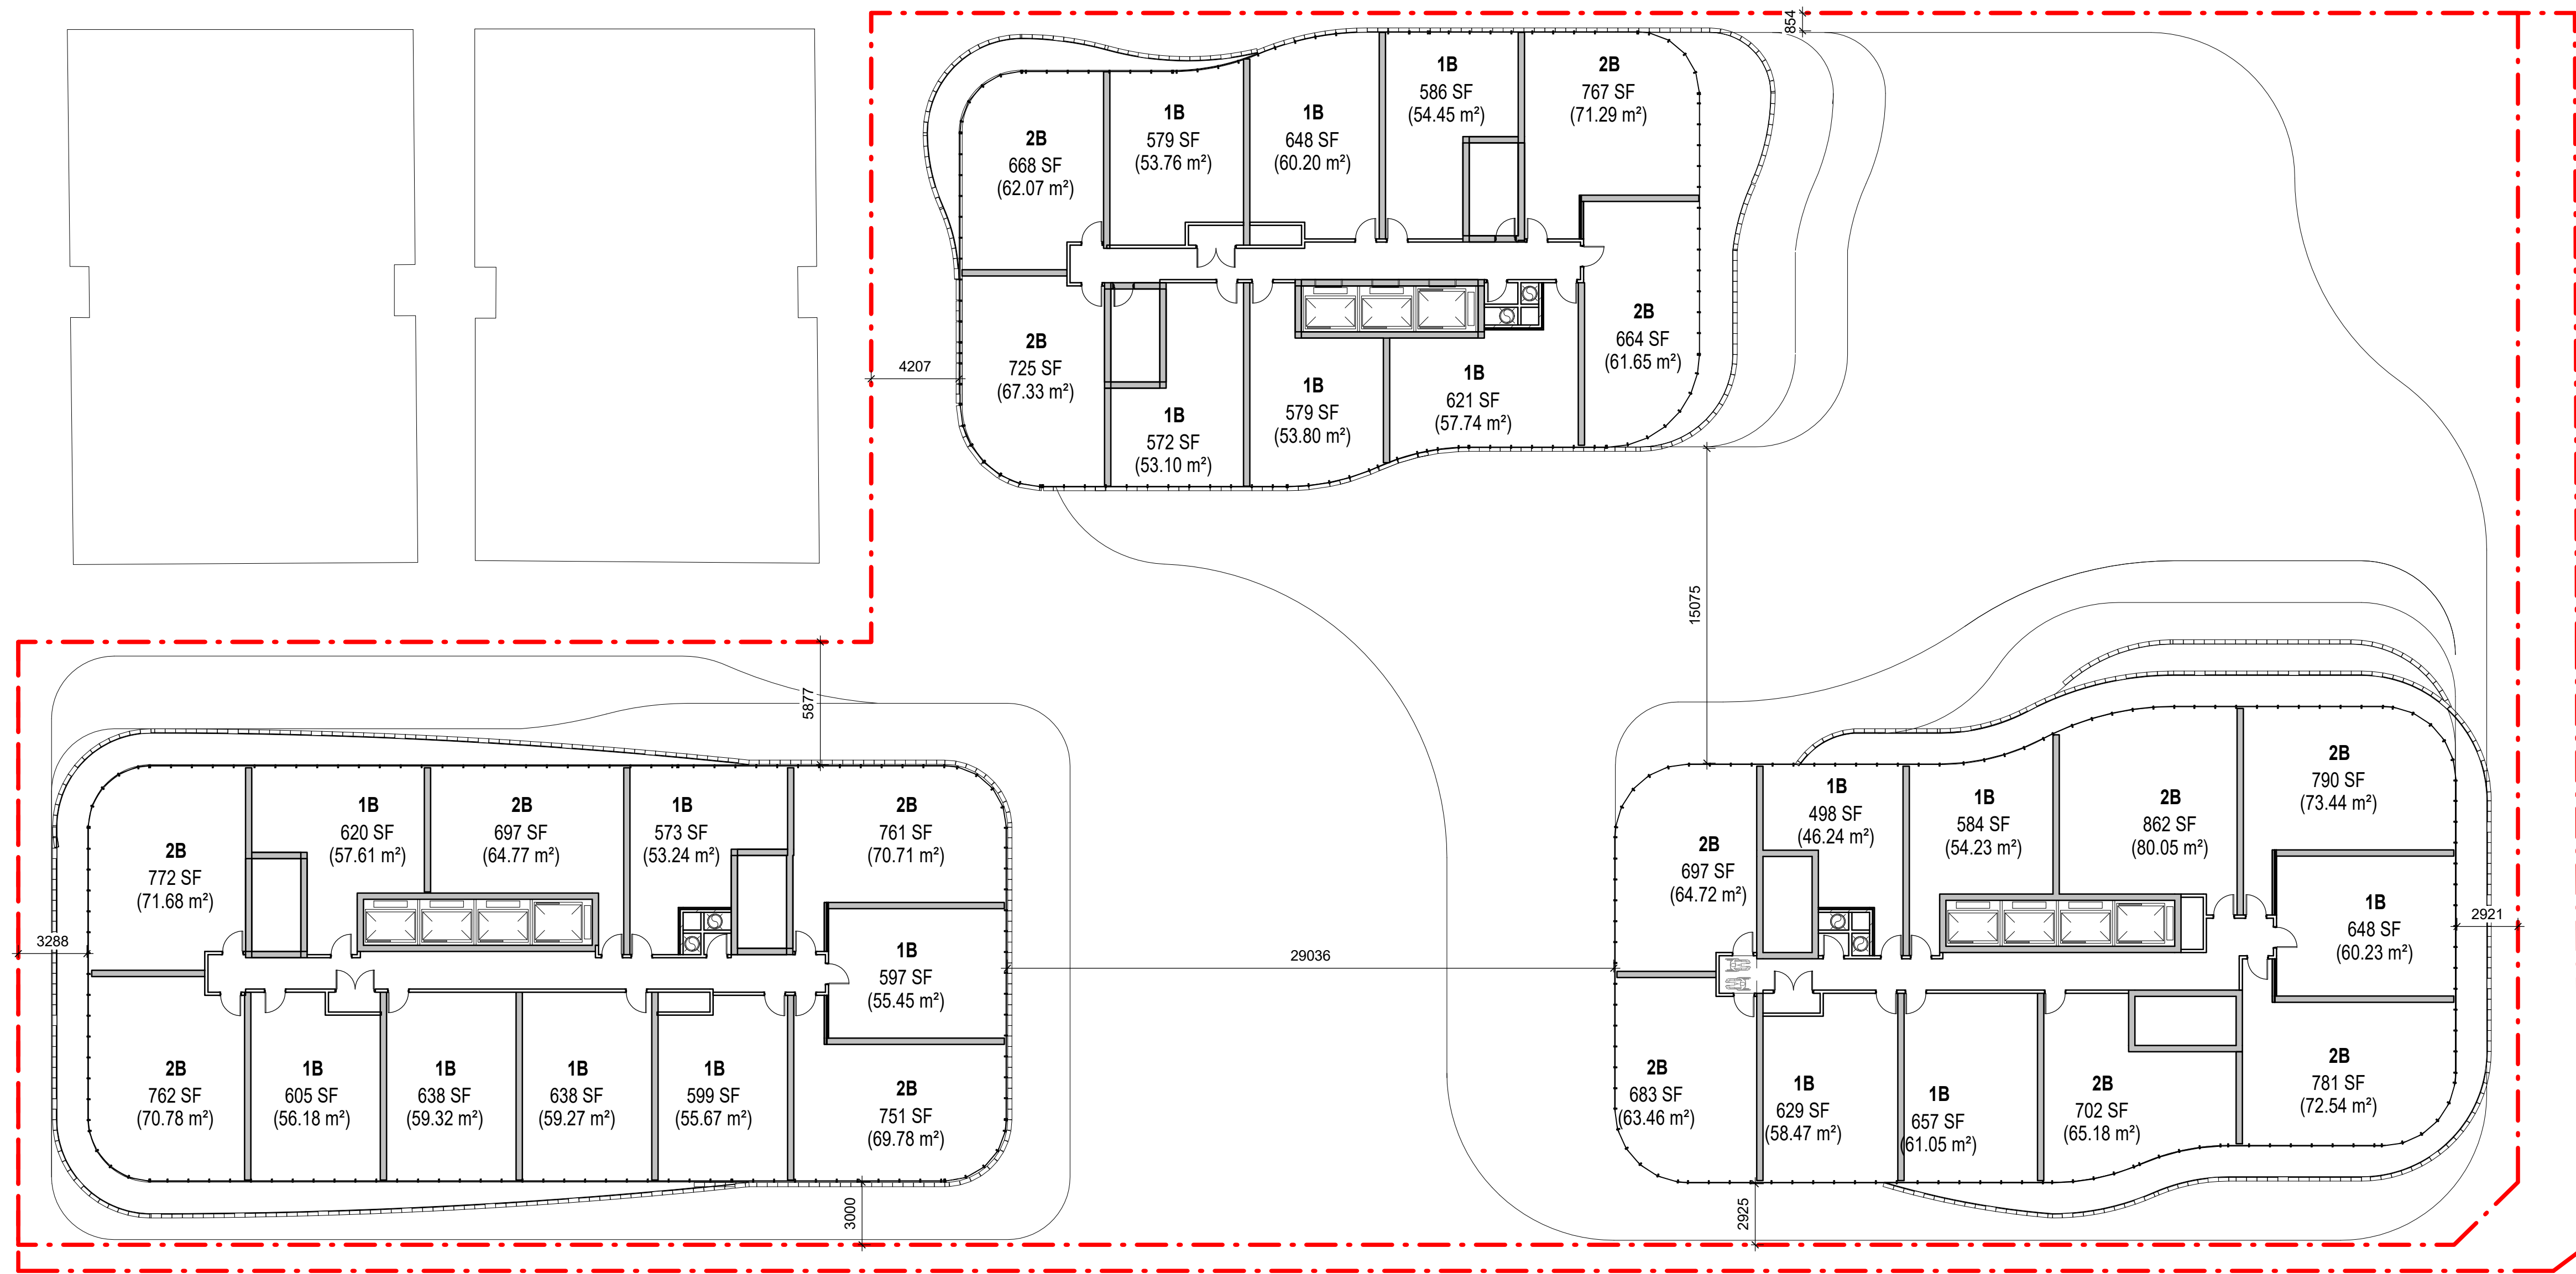 854
1B
586 SF
(54.45 m²)
2B
767 SF
(71.29 m²)
1B
579 SF
(53.76 m²)
1B
648 SF
(60.20 m²)
2B
668 SF
(62.07 m²)
2B
664 SF
(61.65 m²)
2B
725 SF
(67.33 m²)
4207
1B
579 SF
(53.80 m²)
1B
621 SF
(57.74 m²)
1B
572 SF
(53.10 m²)
15075
5877
2B
772 SF
(71.68 m²)
1B
620 SF
(57.61 m²)
2B
697 SF
(64.77 m²)
1B
573 SF
(53.24 m²)
2B
761 SF
(70.71 m²)
3288
1B
597 SF
(55.45 m²)
29036
2B
762 SF
(70.78 m²)
1B
605 SF
(56.18 m²)
1B
638 SF
(59.32 m²)
1B
638 SF
(59.27 m²)
1B
599 SF
(55.67 m²)
2B
751 SF
(69.78 m²)
3000
2B
697 SF
(64.72 m²)
1B
498 SF
(46.24 m²)
1B
584 SF
(54.23 m²)
2B
862 SF
(80.05 m²)
2B
790 SF
(73.44 m²)
1B
648 SF
(60.23 m²)
2921
2B
683 SF
(63.46 m²)
1B
629 SF
(58.47 m²)
1B
657 SF
(61.05 m²)
2B
702 SF
(65.18 m²)
2B
781 SF
(72.54 m²)
2925